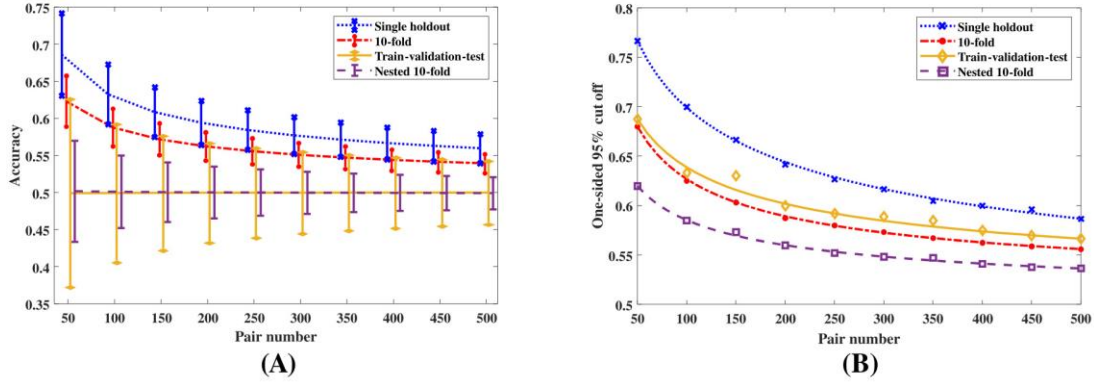 0.75
0.7
0.65
0.6
0.55
0.5
0.45
0.4
0.35
Accuracy
Single holdout
10-fold
Train-validation-test
Nested 10-fold
50 100 150 200 250 300 350 400 450 500
Pair number
(A)
0.8
0.75
0.7
0.65
0.6
0.55
0.5
One-sided 95% cut off
Single holdout
10-fold
Train-validation-test
Nested 10-fold
50 100 150 200 250 300 350 400 450 500
Pair number
(B)